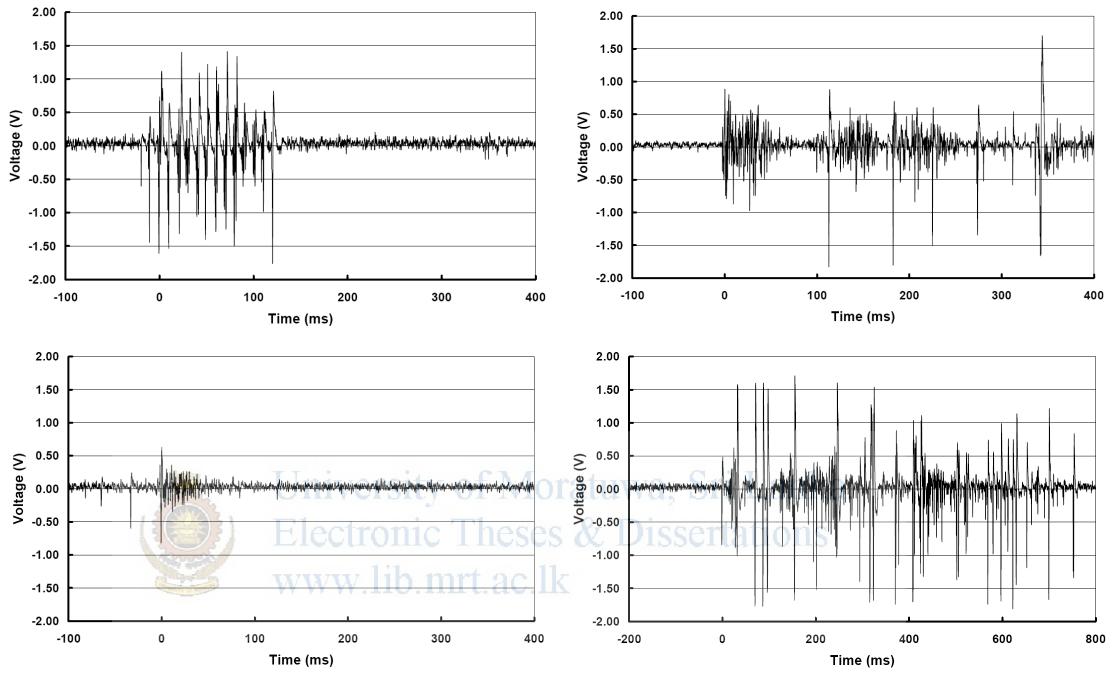 2.00
1.50
1.00
0.50
0.00
-0.50
-1.00
-1.50
-2.00
Voltage (V)
-100 0 100 200 300 400
Time (ms)
2.00
1.50
1.00
0.50
0.00
-0.50
-1.00
-1.50
-2.00
Voltage (V)
-100 0 100 200 300 400
Time (ms)
2.00
1.50
1.00
0.50
0.00
-0.50
-1.00
-1.50
-2.00
Voltage (V)
-100 0 100 200 300 400
Time (ms)
2.00
1.50
1.00
0.50
0.00
-0.50
-1.00
-1.50
-2.00
Voltage (V)
-200 0 200 400 600 800
Time (ms)
University of Moratuwa,
Electronic Theses & Dissertations
www.lib.mrt.ac.lk